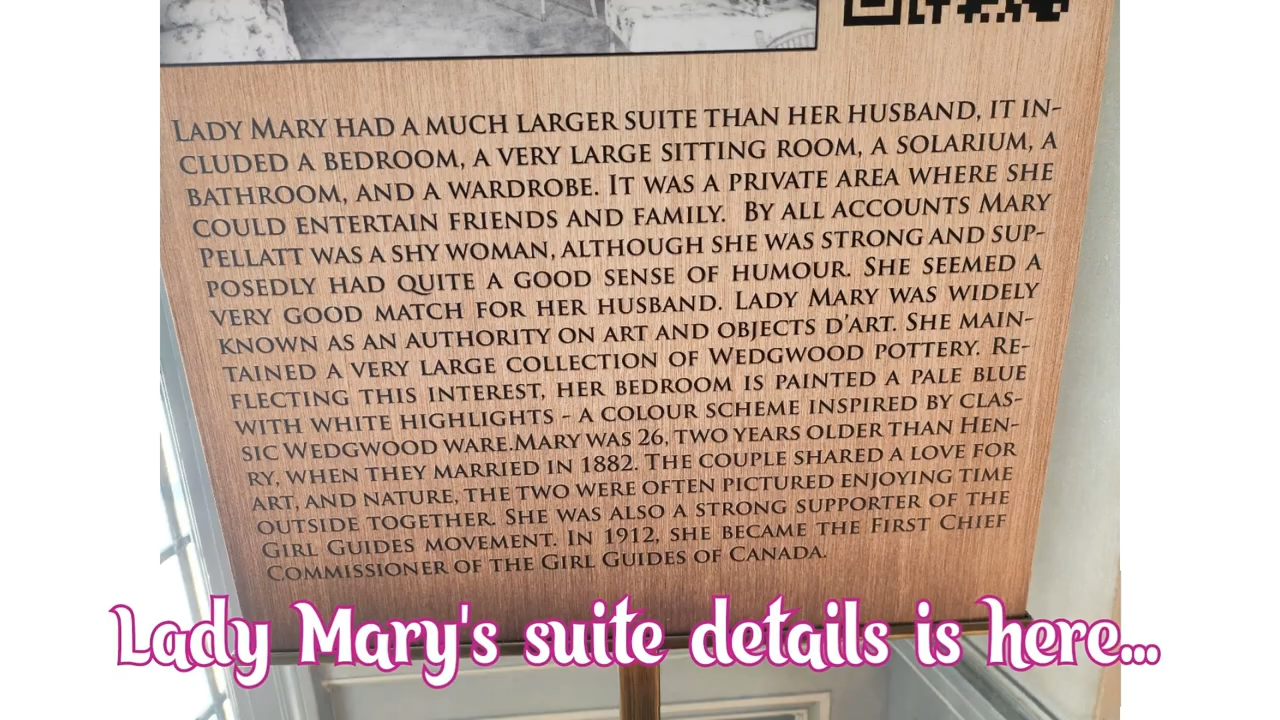 LADY MARY HAD A MUCH LARGER SUITE THAN HER HUSBAND, IT IN-
CLUDED A BEDROOM, A VERY LARGE SITTING ROOM, A SOLARIUM, A
BATHROOM, AND A WARDROBE. IT WAS A PRIVATE AREA WHERE SHE
COULD ENTERTAIN FRIENDS AND FAMILY. BY ALL ACCOUNTS MARY
PELLATT WAS A SHY WOMAN, ALTHOUGH SHE WAS STRONG AND SUP-
POSEDLY HAD QUITE A GOOD SENSE OF HUMOUR. SHE SEEMED A
VERY GOOD MATCH FOR HER HUSBAND. LADY MARY WAS WIDELY
KNOWN AS AN AUTHORITY ON ART AND OBJECTS D'ART. SHE MAIN-
TAINED A VERY LARGE COLLECTION OF WEDGWOOD POTTERY. RE-
FLECTING THIS INTEREST, HER BEDROOM IS PAINTED A PALE BLUE
WITH WHITE HIGHLIGHTS - A COLOUR SCHEME INSPIRED BY CLAS-
SIC WEDGWOOD WARE.MARY WAS 26, TWO YEARS OLDER THAN HEN-
RY, WHEN THEY MARRIED IN 1882. THE COUPLE SHARED A LOVE FOR
ART, AND NATURE, THE TWO WERE OFTEN PICTURED ENJOYING TIME
OUTSIDE TOGETHER. SHE WAS ALSO A STRONG SUPPORTER OF THE
GIRL GUIDES MOVEMENT. IN 1912, SHE BECAME THE FIRST CHIEF
COMMISSIONER OF THE GIRL GUIDES OF CANADA.
Lady Mary's suite details is here...